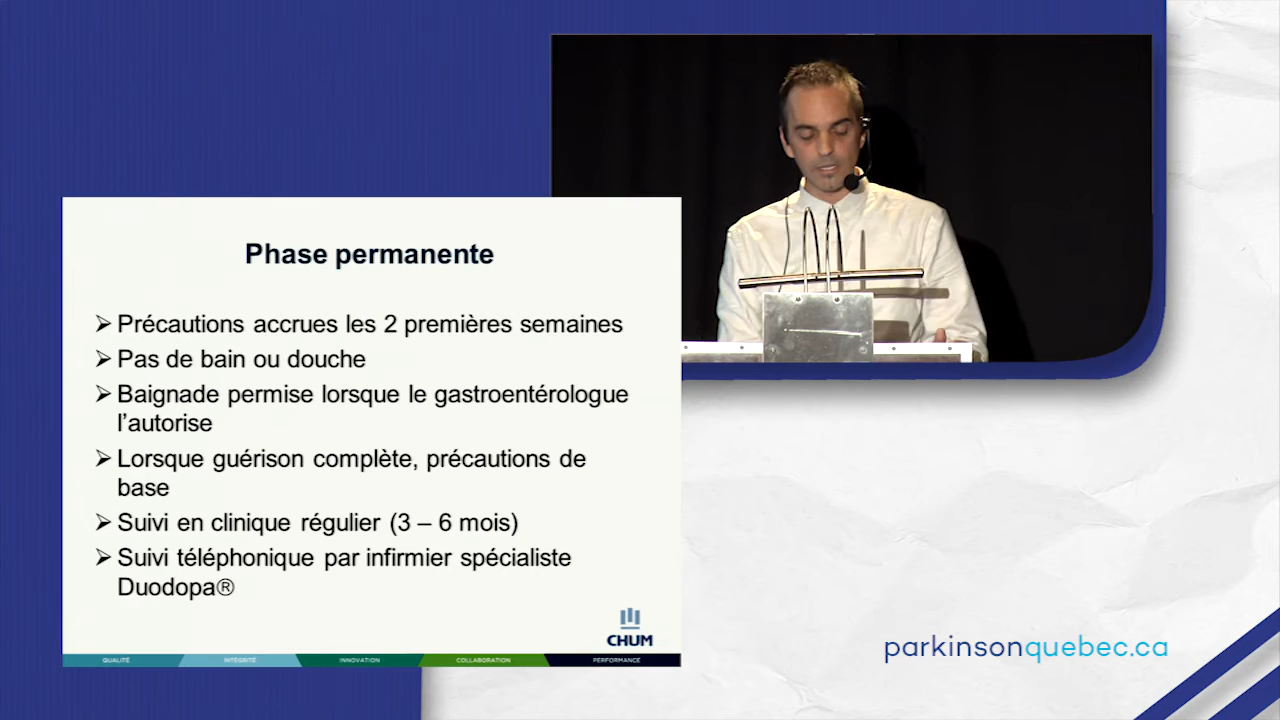 Phase permanente
Précautions accrues les 2 premières semaines
Pas de bain ou douche
Baignade permise lorsque le gastroentérologue
l'autorise
Lorsque guérison complète, précautions de
base
Suivi en clinique régulier (3 – 6 mois)
Suivi téléphonique par infirmier spécialiste
Duodopa®
CHUM
QUALITÉ INTÉGRITÉ INNOVATION COLLABORATION PERFORMANCE
parkinsonquebec.ca